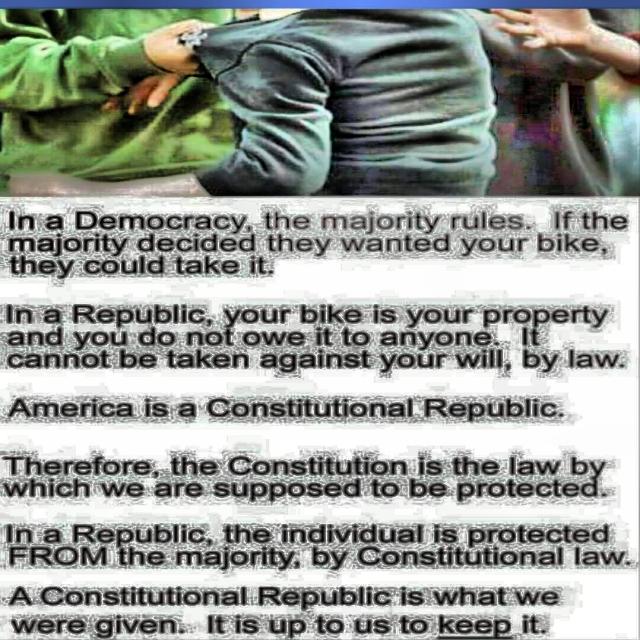 In a Democracy, the majority rules. If the
majority decided they wanted your bike,
they could take it.
In a Republic, your bike is your property
and you do not owe it to anyone. It
cannot be taken against your will, by law.
America is a Constitutional Republic.
Therefore, the Constitution is the law by
which we are supposed to be protected.
In a Republic, the individual is protected
FROM the majority, by Constitutional law.
A Constitutional Republic is what we
were given. It is up to us to keep it.